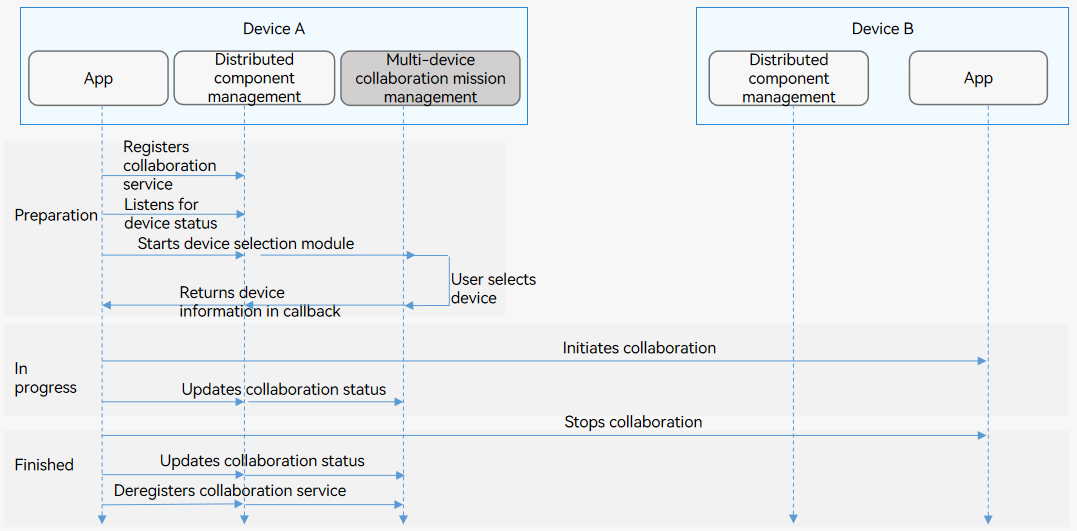 Device A
Device B
App
Distributed
component
management
Multi-device
collaboration mission
management
Distributed
component
management
App
Registers
collaboration
service
Preparation
Listens for
device status
Starts device selection module
User selects
device
Returns device
information in callback
In
progress
Initiates collaboration
Updates collaboration status
Stops collaboration
Finished
Updates collaboration status
Deregisters collaboration service